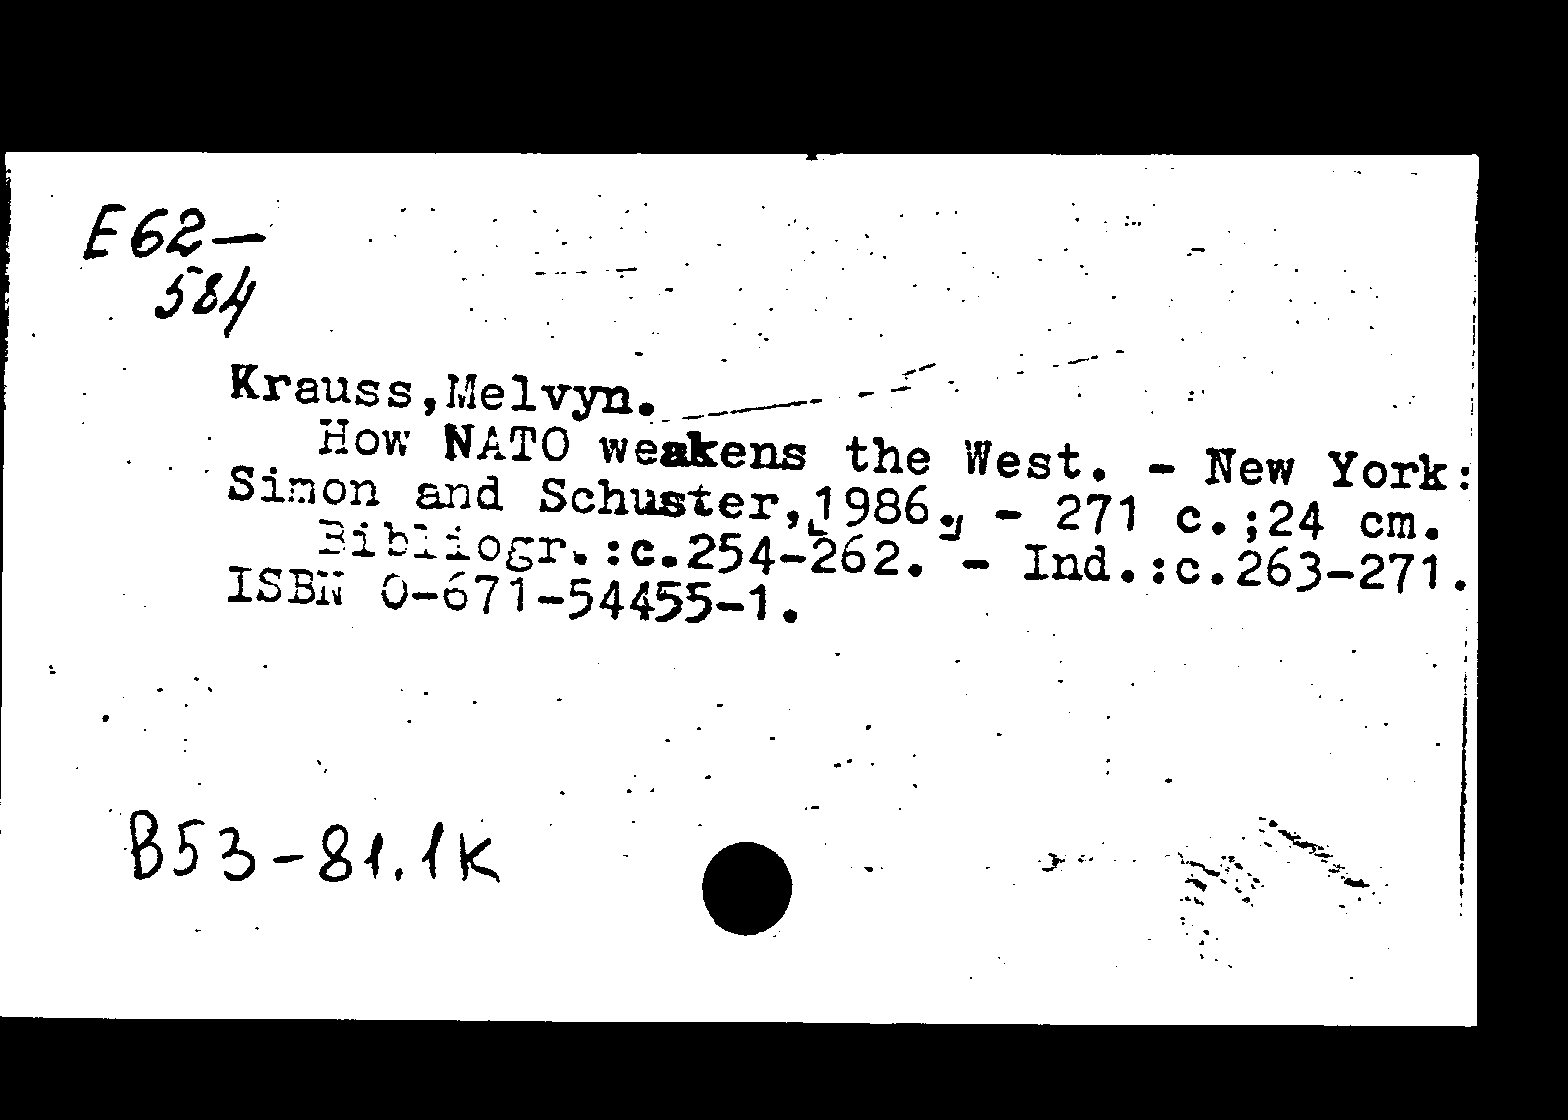 E62-
584
Krauss,Melvyn.
How NATO weakens the West. - New York:
Simon and Schuster,[1986.] - 271 c.;24 cm.
Bibliogr.:c.254-262. - Ind.:c.263-271.
ISBN 0-671-54455-1.
B53-81.1K